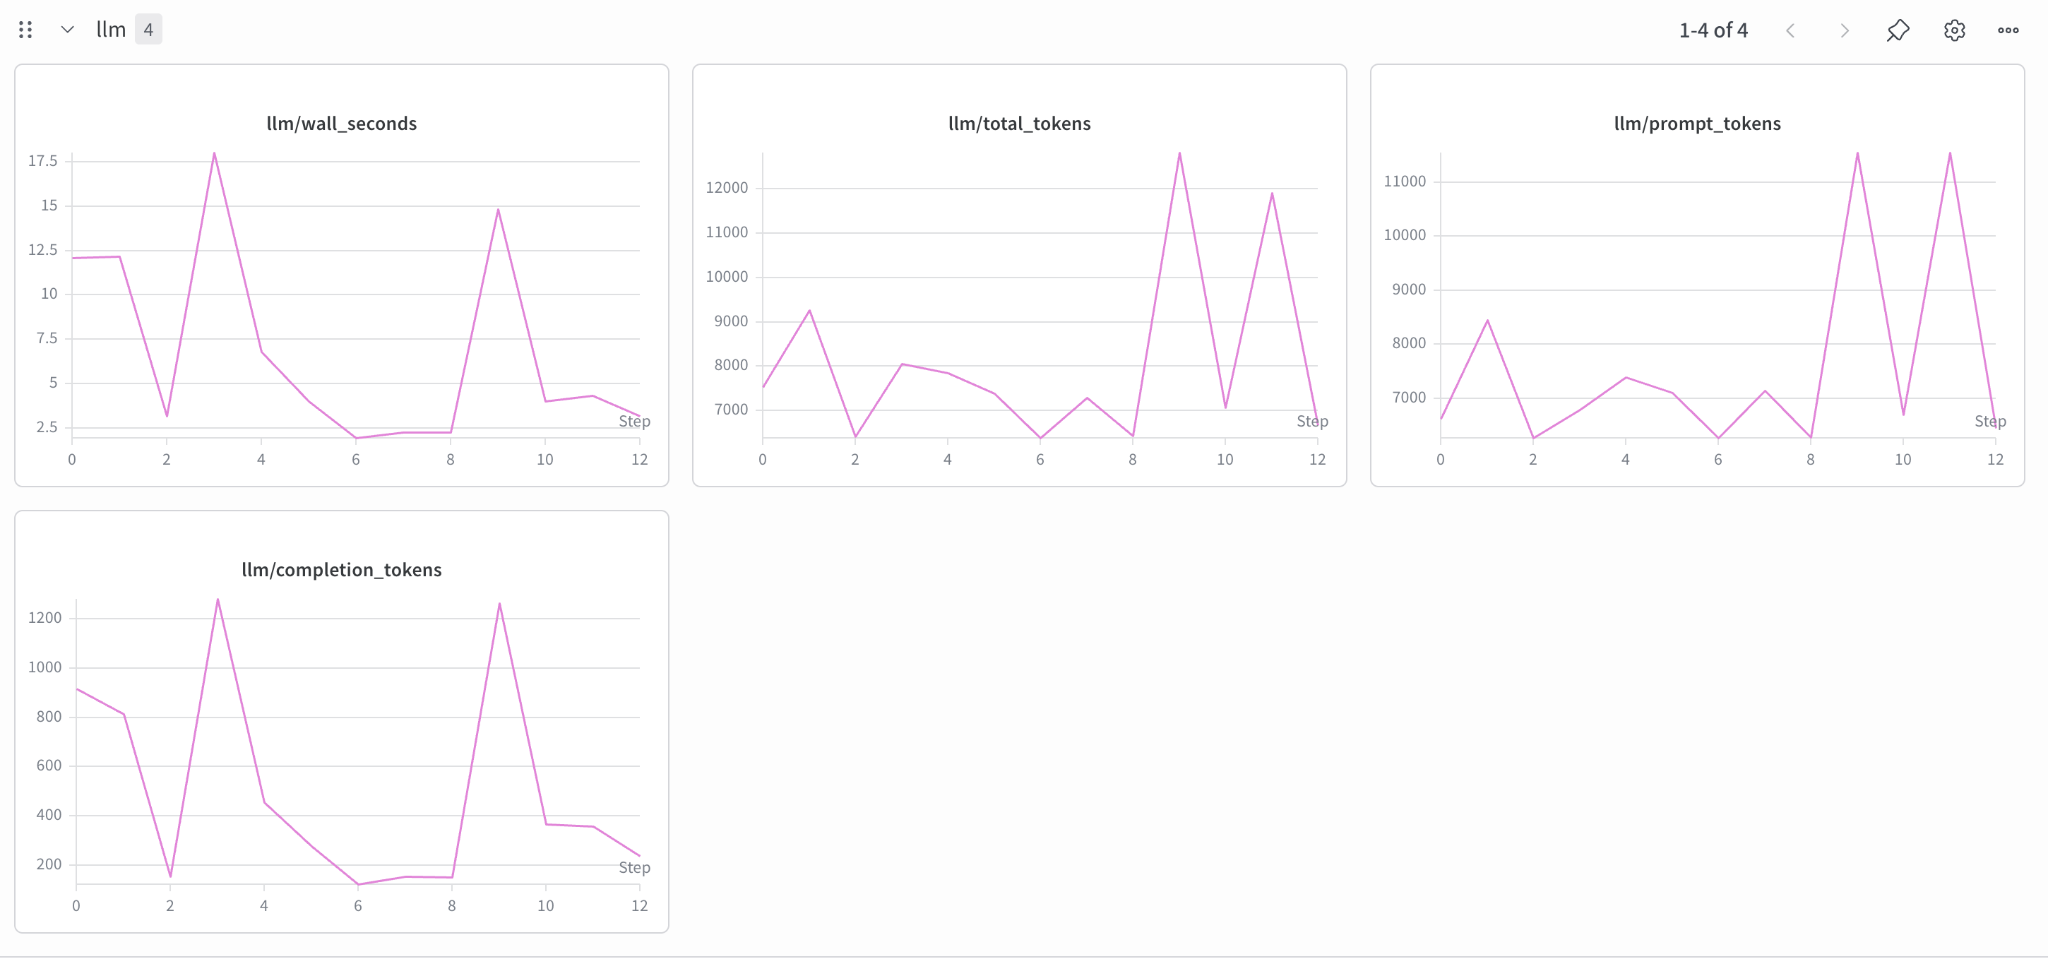 llm 4
1-4 of 4
llm/wall_seconds
17.5
15
12.5
10
7.5
5
2.5
Step
0 2 4 6 8 10 12
llm/total_tokens
12000
11000
10000
9000
8000
7000
Step
0 2 4 6 8 10 12
llm/prompt_tokens
11000
10000
9000
8000
7000
Step
0 2 4 6 8 10 12
llm/completion_tokens
1200
1000
800
600
400
200
Step
0 2 4 6 8 10 12